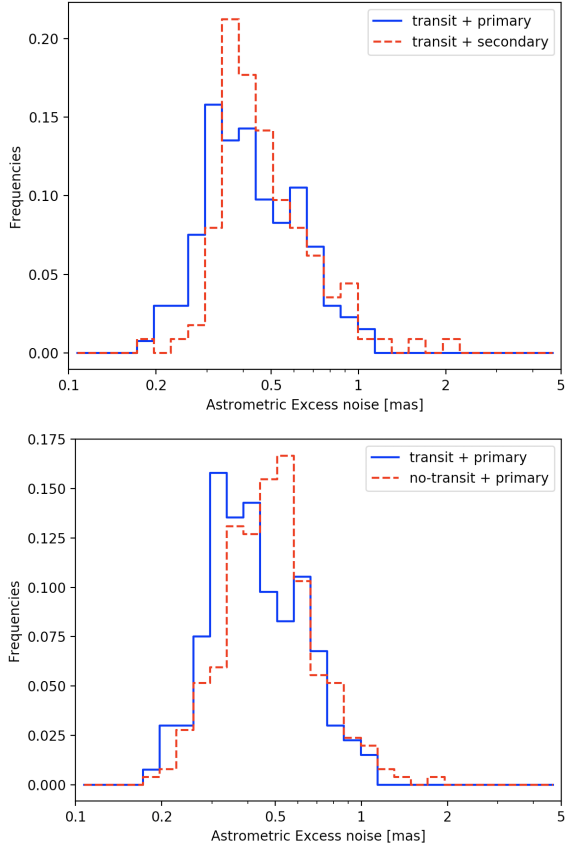 transit + primary
transit + secondary
0.20
0.15
0.10
0.05
0.00
Frequencies
0.1 0.2 0.5 1 2 5
Astrometric Excess noise [mas]
transit + primary
no-transit + primary
0.175
0.150
0.125
0.100
0.075
0.050
0.025
0.000
Frequencies
0.1 0.2 0.5 1 2 5
Astrometric Excess noise [mas]